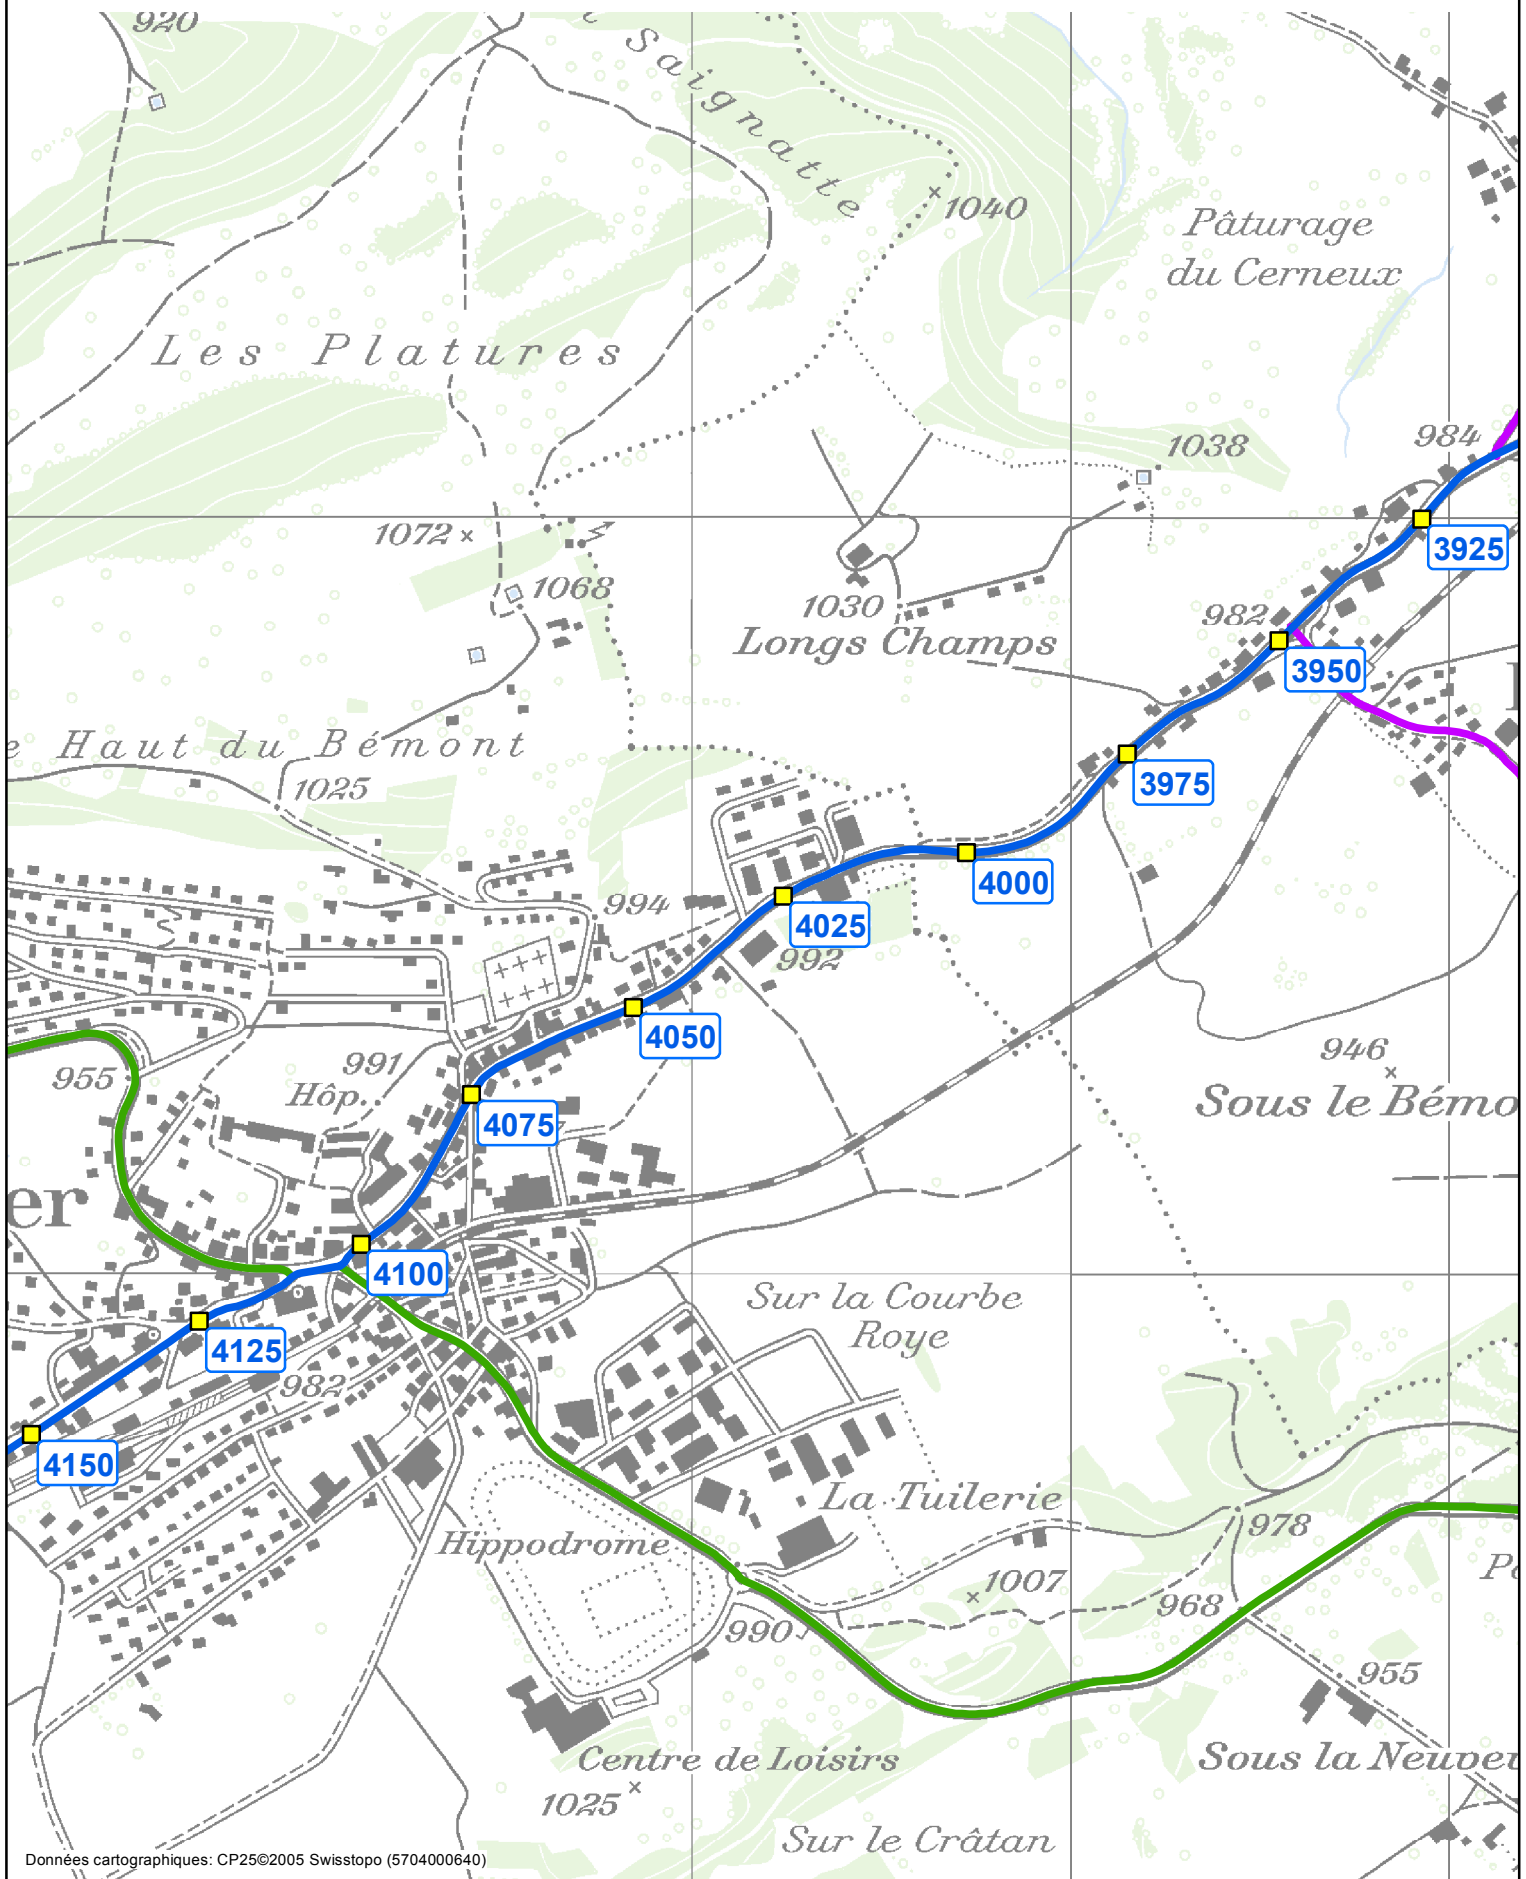 920
Saignatte
1040
Pâturage
du Cerneux
Les Platures
984
1038
1072
3925
1068
1030
982
Longs Champs
3950
Haut du Bémont
3975
1025
4000
994
4025
992
4050
946
991
955
Hôp.
Sous le Bémo
4075
er
4100
Sur la Courbe
Roye
4125
982
4150
La Tuilerie
978
Hippodrome
1007
968
990
955
Centre de Loisirs
Sous la Neuve
1025
Sur le Crâtan
Données cartographiques: CP25©2005 Swisstopo (5704000640)